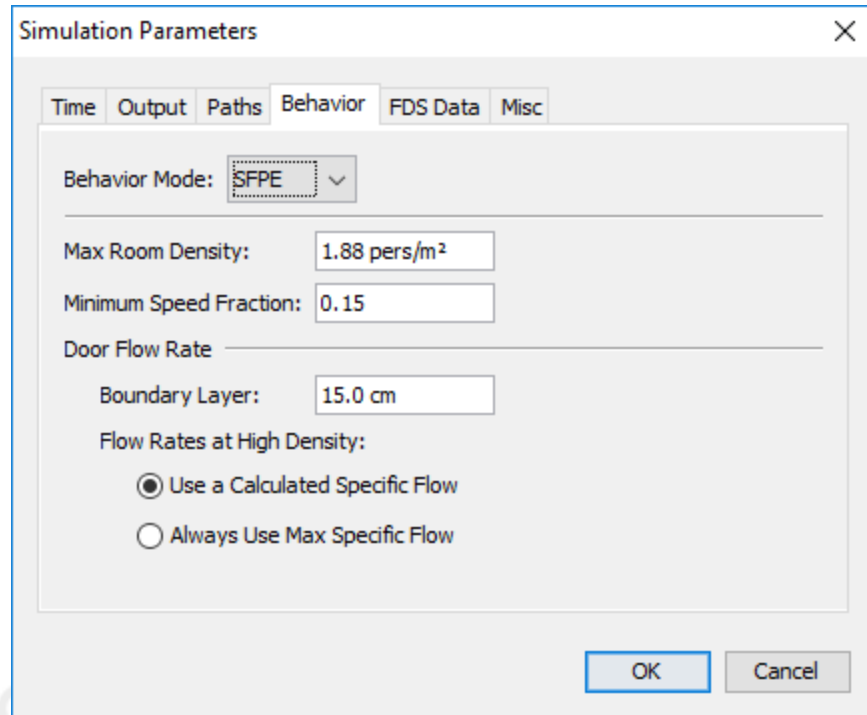 Simulation Parameters
Time Output Paths Behavior FDS Data Misc
Behavior Mode: SFPE
Max Room Density: 1.88 pers/m²
Minimum Speed Fraction: 0.15
Door Flow Rate
Boundary Layer: 15.0 cm
Flow Rates at High Density:
Use a Calculated Specific Flow
Always Use Max Specific Flow
OK Cancel